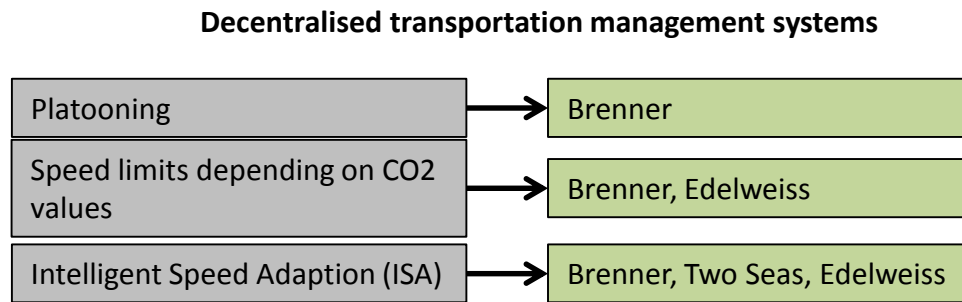 Decentralised transportation management systems
Platooning
Brenner
Speed limits depending on CO2
values
Brenner, Edelweiss
Intelligent Speed Adaption (ISA)
Brenner, Two Seas, Edelweiss